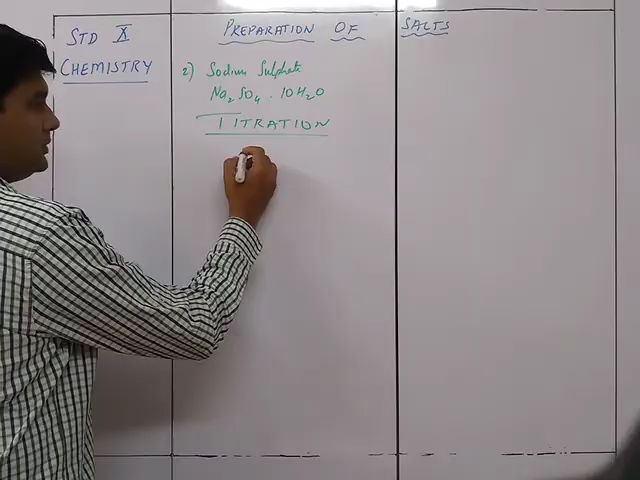 STD X
CHEMISTRY
PREPARATION OF SALTS
2) Sodium Sulphate
Na2SO4 . 10H2O
TITRATION